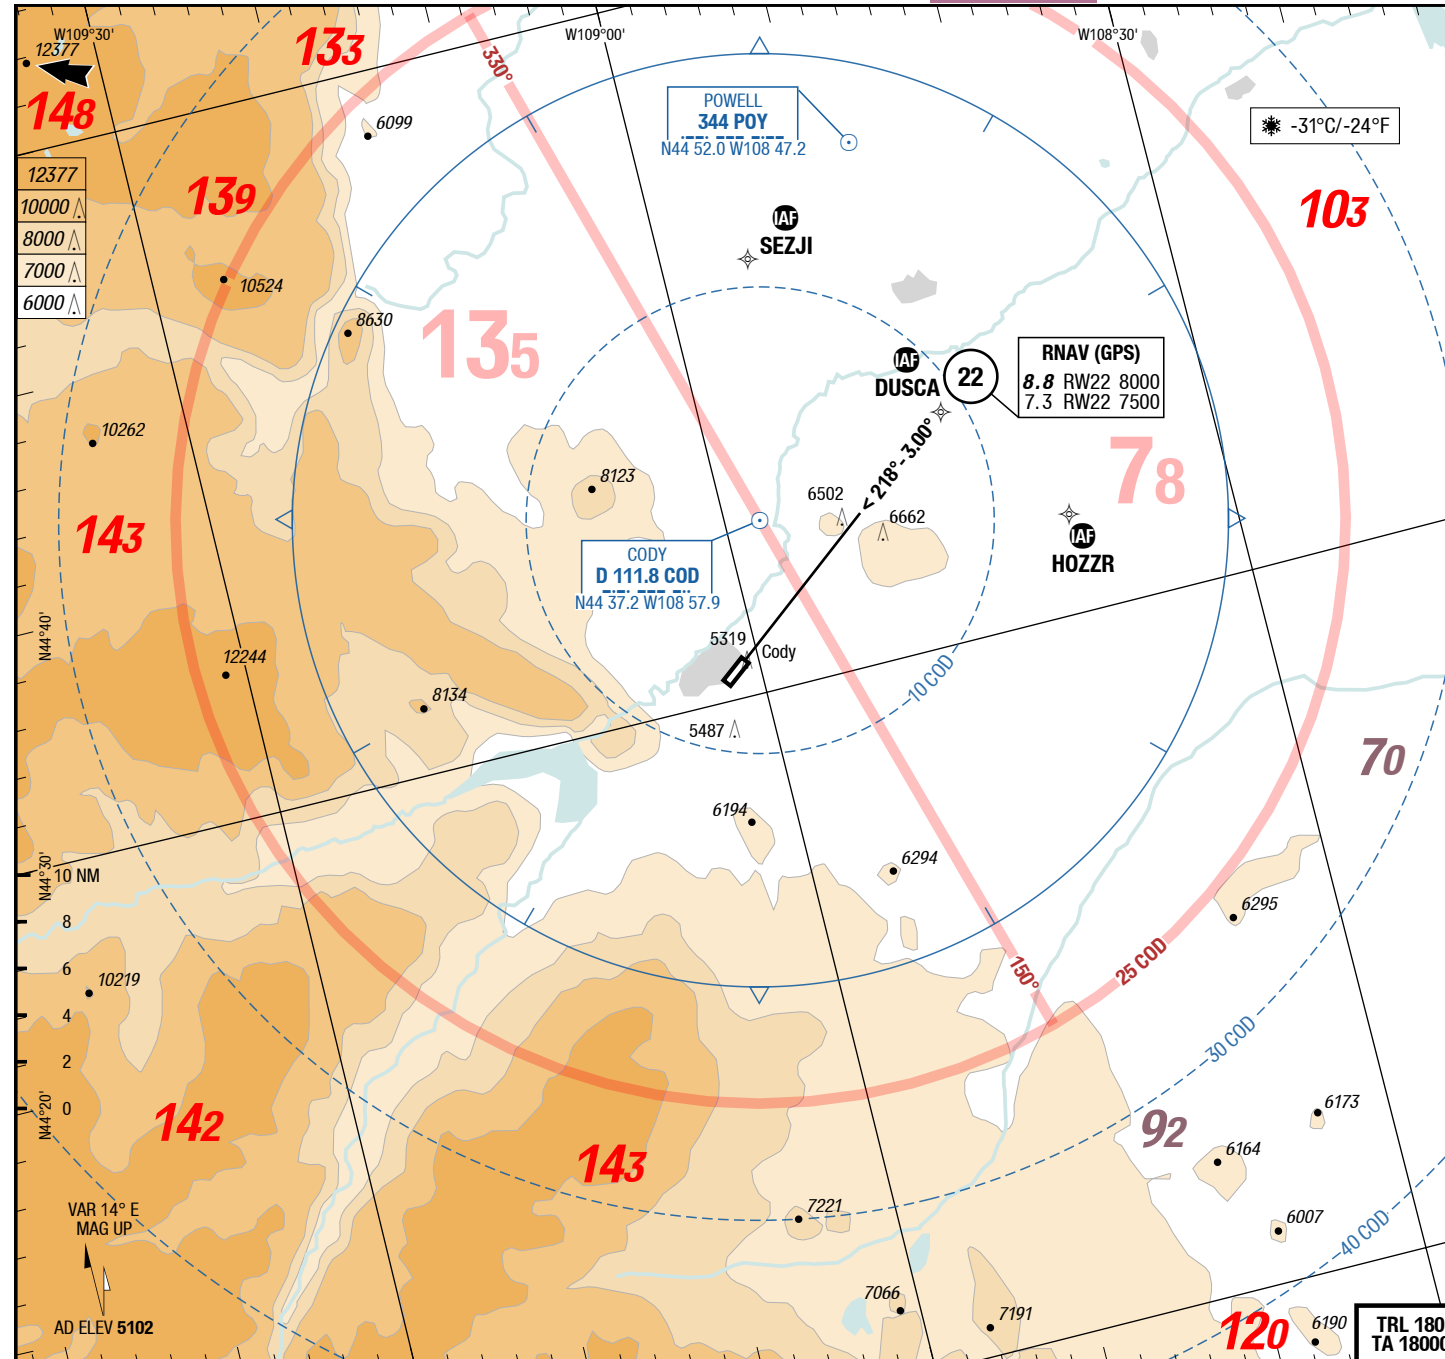 W109°30'
W109°00'
W108°30'
12377
133
330°
148
6099
POWELL
344 POY
N44 52.0 W108 47.2
-31°C/-24°F
12377
10000
8000
7000
6000
139
103
IAF
SEZJI
10524
8630
135
IAF
DUSCA
22
RNAV (GPS)
8.8 RW22 8000
7.3 RW22 7500
10262
8123
< 218°- 3.00°
78
6502
6662
143
IAF
HOZZR
CODY
D 111.8 COD
N44 37.2 W108 57.9
N44°40'
5319
Cody
12244
10 COD
8134
5487
70
6194
6294
N44°30'
10 NM
8
6
4
2
0
6295
25 COD
150°
10219
30 COD
N44°20'
142
143
92
6173
6164
VAR 14° E
MAG UP
7221
6007
40 COD
7066
7191
AD ELEV 5102
120
6190
TRL 180
TA 18000